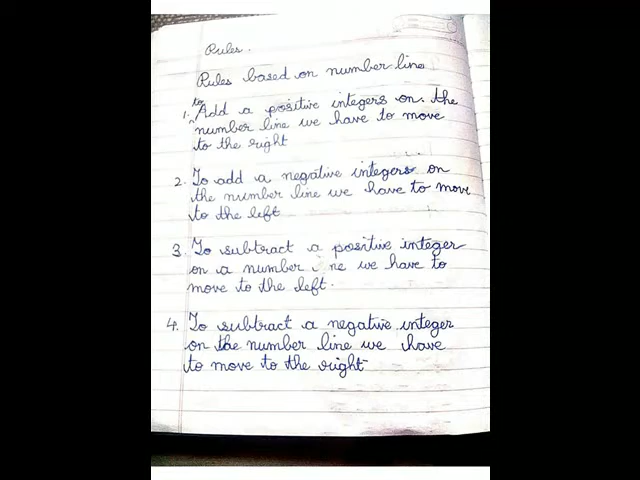 Rules.
Rules based on number line
1. to Add a positive integers on. the
number line we have to move
to the right
2. To add a negative integers on
the number line we have to move
to the left
3. To subtract a positive integer
on a number ne we have to
move to the left.
4. To subtract a negative integer
on the number line we have
to move to the right